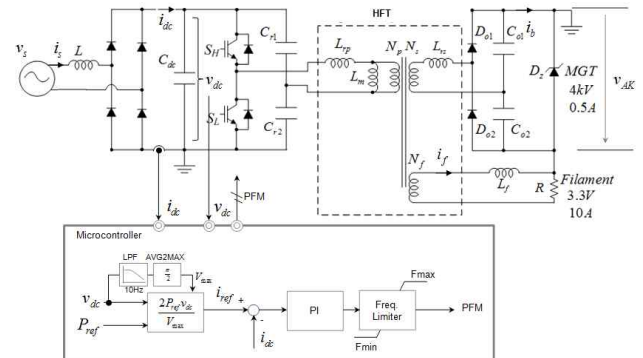 HFT
i_dc
v_s
i_s
L
C_dc
v_dc
S_H
S_L
C_r1
C_r2
L_rp
L_m
N_p
N_s
L_rs
D_o1
C_o1
i_b
D_z
MGT
4kV
0.5A
v_AK
D_o2
C_o2
N_f
i_f
L_f
R
Filament
3.3V
10A
i_dc
v_dc
PFM
Microcontroller
LPF
AVG2MAX
10Hz
π/2
V_max
v_dc
P_ref
2P_ref v_dc / V_max
i_ref
+
-
i_dc
PI
Freq.
Limiter
Fmax
Fmin
PFM